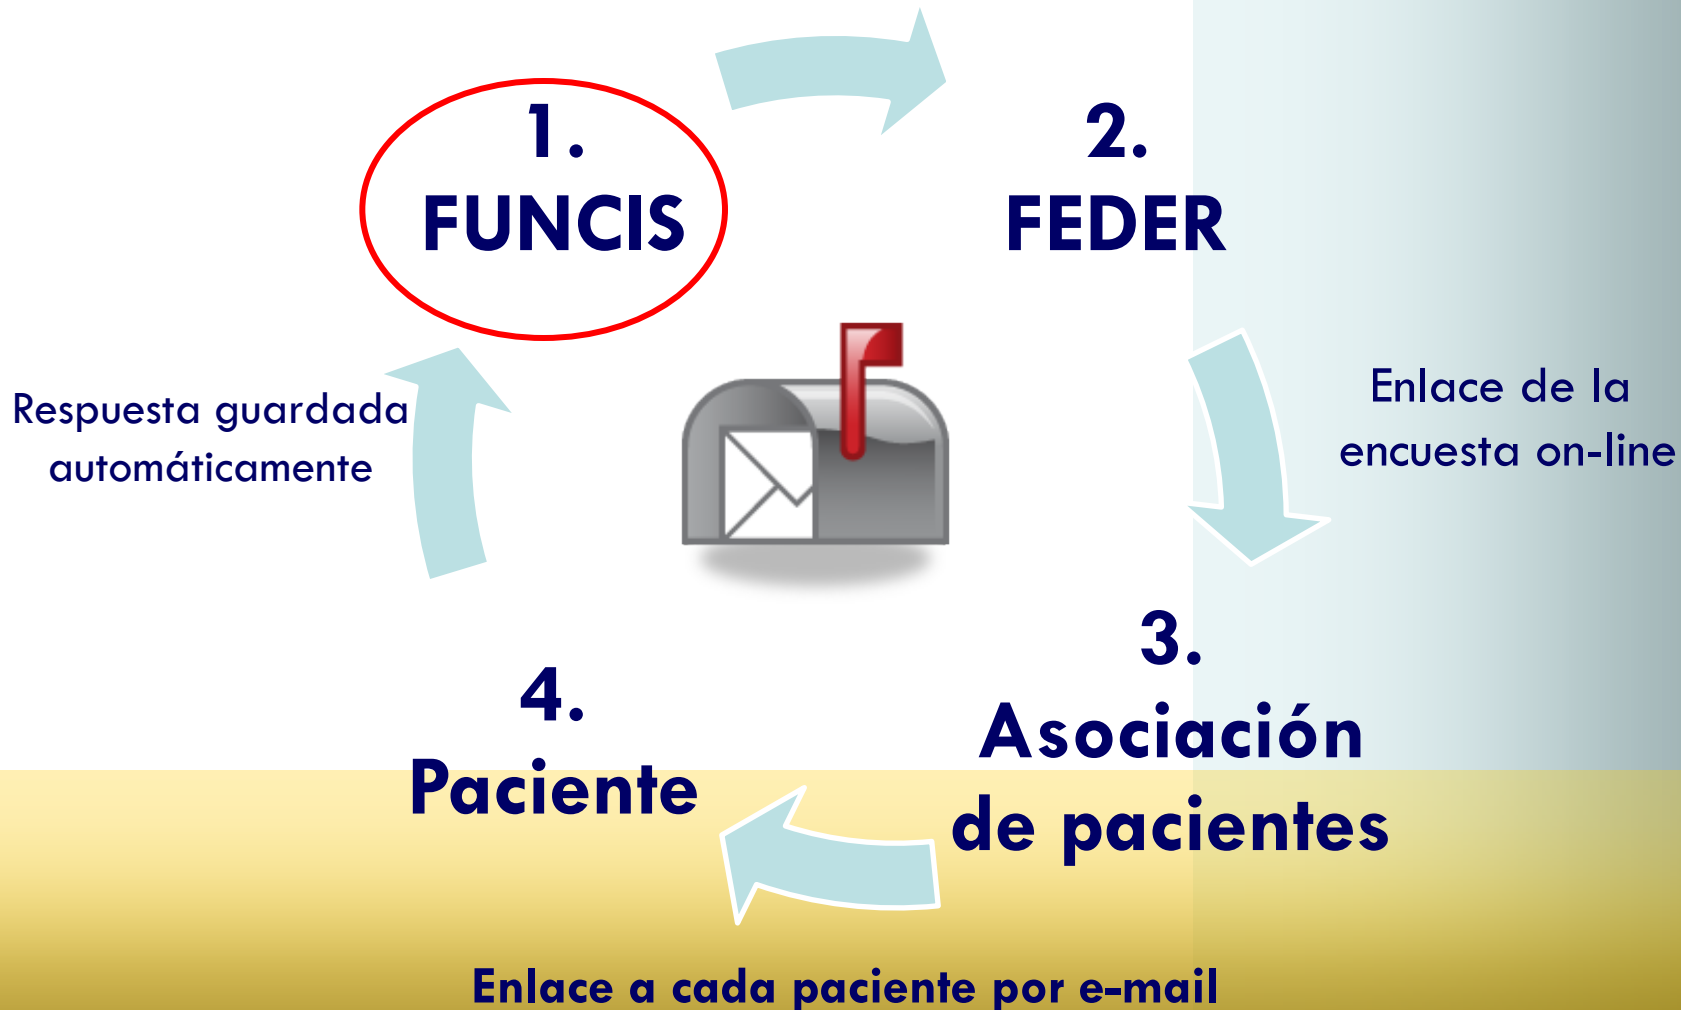 1.
FUNCIS
2.
FEDER
Enlace de la
encuesta on-line
3.
Asociación
de pacientes
Enlace a cada paciente por e-mail
4.
Paciente
Respuesta guardada
automáticamente